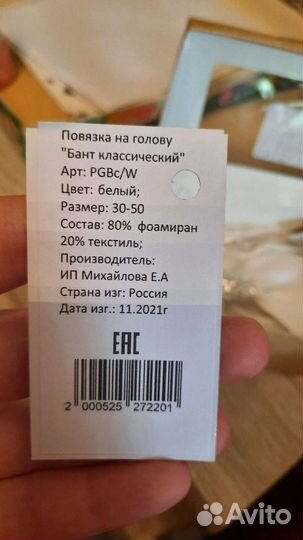 Повязка на голову
"Бант классический"
Арт: PGBc/W
Цвет: белый;
Размер: 30-50
Состав: 80% фоамиран
20% текстиль;
Производитель:
ИП Михайлова Е.А
Страна изг: Россия
Дата изг.: 11.2021г
EAC
2 000525 272201
Avito